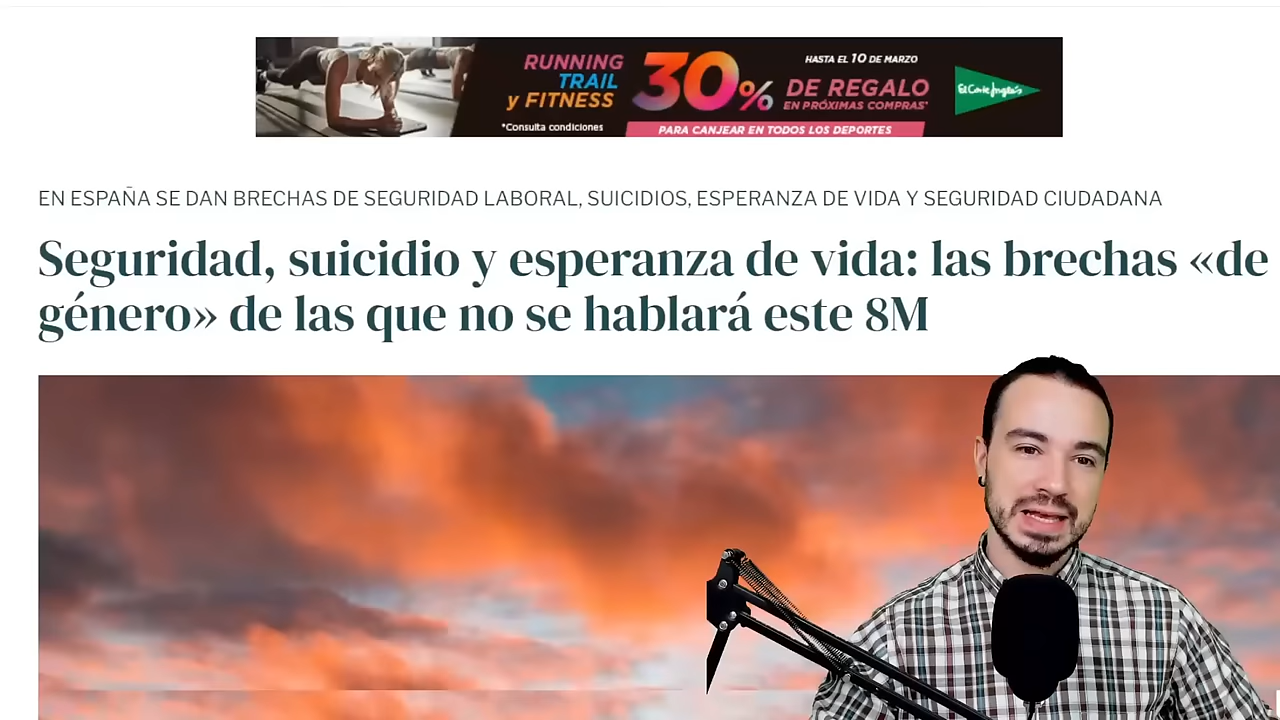 RUNNING
TRAIL
y FITNESS
*Consulta condiciones
30%
HASTA EL 10 DE MARZO
DE REGALO
EN PRÓXIMAS COMPRAS*
PARA CANJEAR EN TODOS LOS DEPORTES
El Corte Inglés
EN ESPAÑA SE DAN BRECHAS DE SEGURIDAD LABORAL, SUICIDIOS, ESPERANZA DE VIDA Y SEGURIDAD CIUDADANA
Seguridad, suicidio y esperanza de vida: las brechas «de
género» de las que no se hablará este 8M